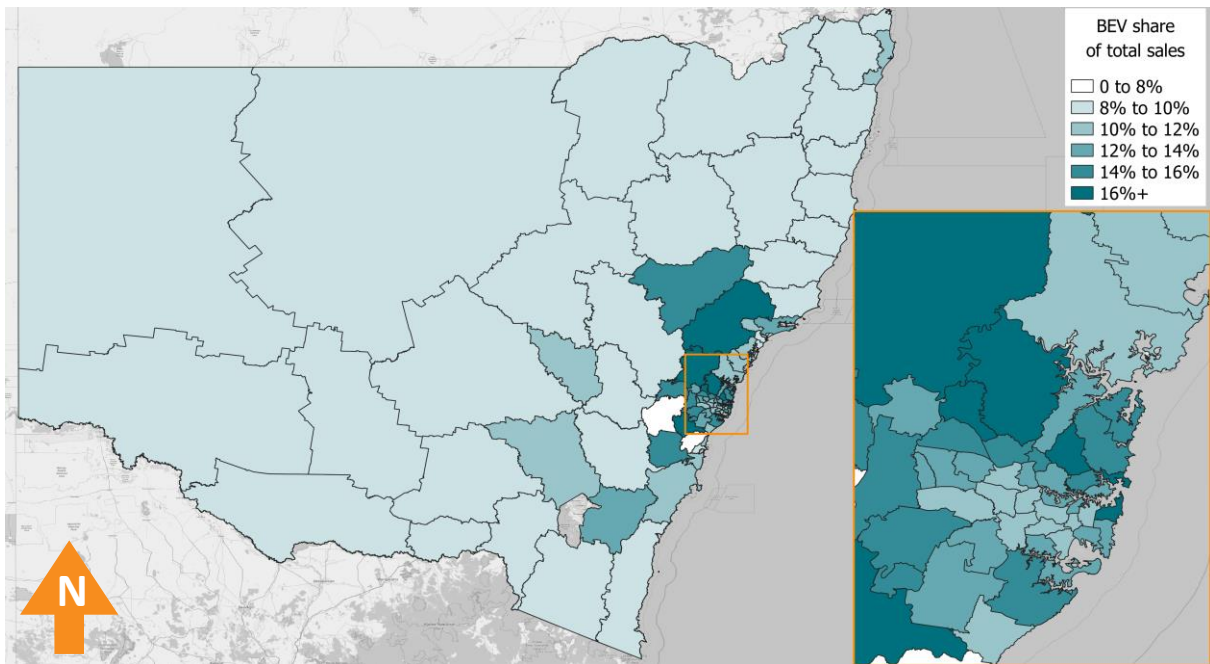 BEV share
of total sales
0 to 8%
8% to 10%
10% to 12%
12% to 14%
14% to 16%
16%+
N